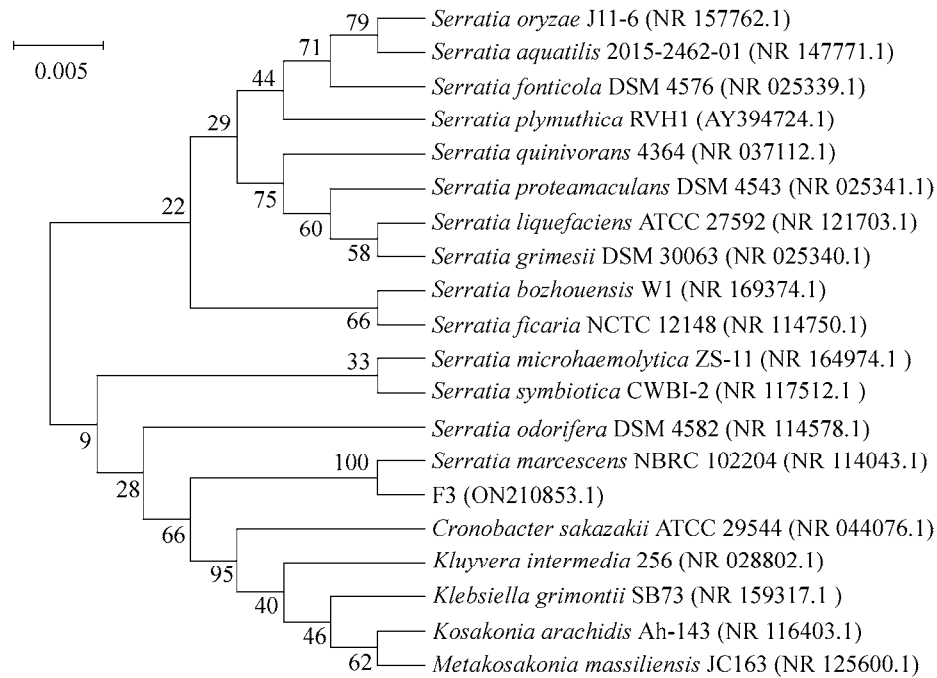 79 Serratia oryzae J11-6 (NR 157762.1)
71 Serratia aquatilis 2015-2462-01 (NR 147771.1)
0.005
44 Serratia fonticola DSM 4576 (NR 025339.1)
29 Serratia plymuthica RVH1 (AY394724.1)
Serratia quinivorans 4364 (NR 037112.1)
75 Serratia proteamaculans DSM 4543 (NR 025341.1)
22 60 Serratia liquefaciens ATCC 27592 (NR 121703.1)
58 Serratia grimesii DSM 30063 (NR 025340.1)
Serratia bozhouensis W1 (NR 169374.1)
66 Serratia ficaria NCTC 12148 (NR 114750.1)
33 Serratia microhaemolytica ZS-11 (NR 164974.1 )
Serratia symbiotica CWBI-2 (NR 117512.1 )
9 Serratia odorifera DSM 4582 (NR 114578.1)
100 Serratia marcescens NBRC 102204 (NR 114043.1)
28 F3 (ON210853.1)
66 Cronobacter sakazakii ATCC 29544 (NR 044076.1)
95 Kluyvera intermedia 256 (NR 028802.1)
40 Klebsiella grimontii SB73 (NR 159317.1 )
46 Kosakonia arachidis Ah-143 (NR 116403.1)
62 Metakosakonia massiliensis JC163 (NR 125600.1)